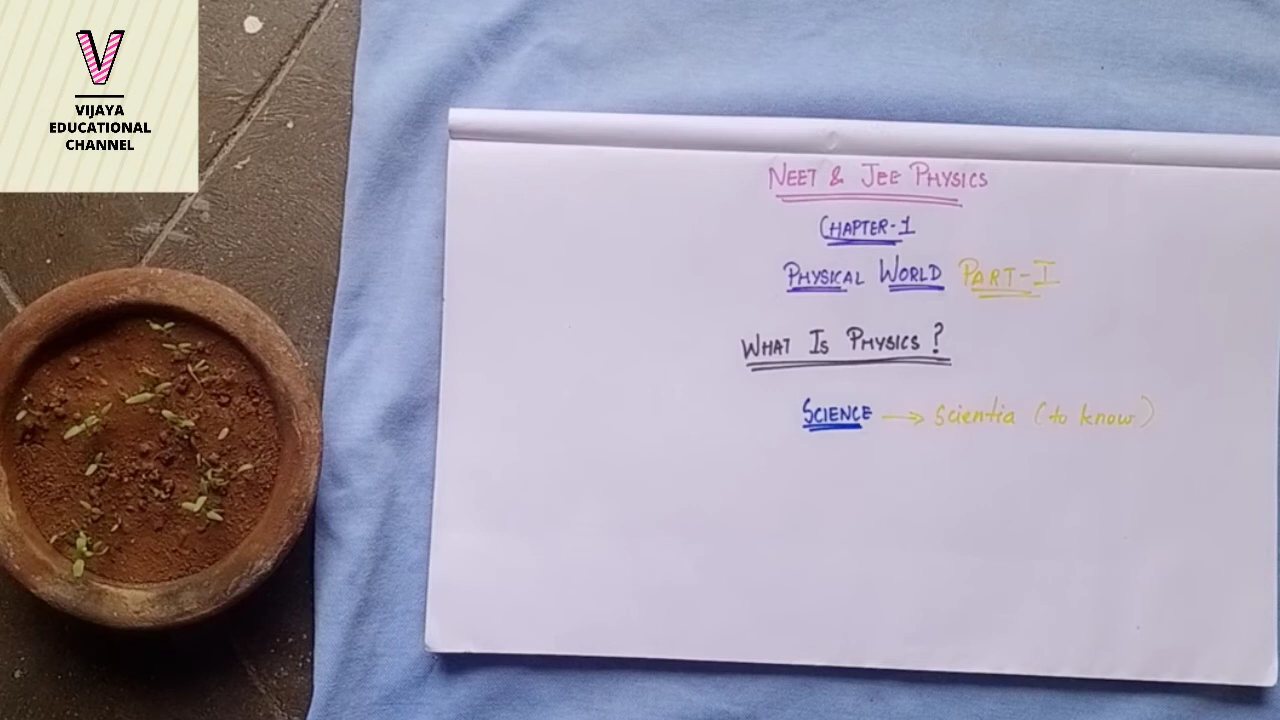 V
VIJAYA
EDUCATIONAL
CHANNEL
NEET & JEE PHYSICS
CHAPTER-1
PHYSICAL WORLD PART-I
WHAT IS PHYSICS?
SCIENCE → Scientia (to know)